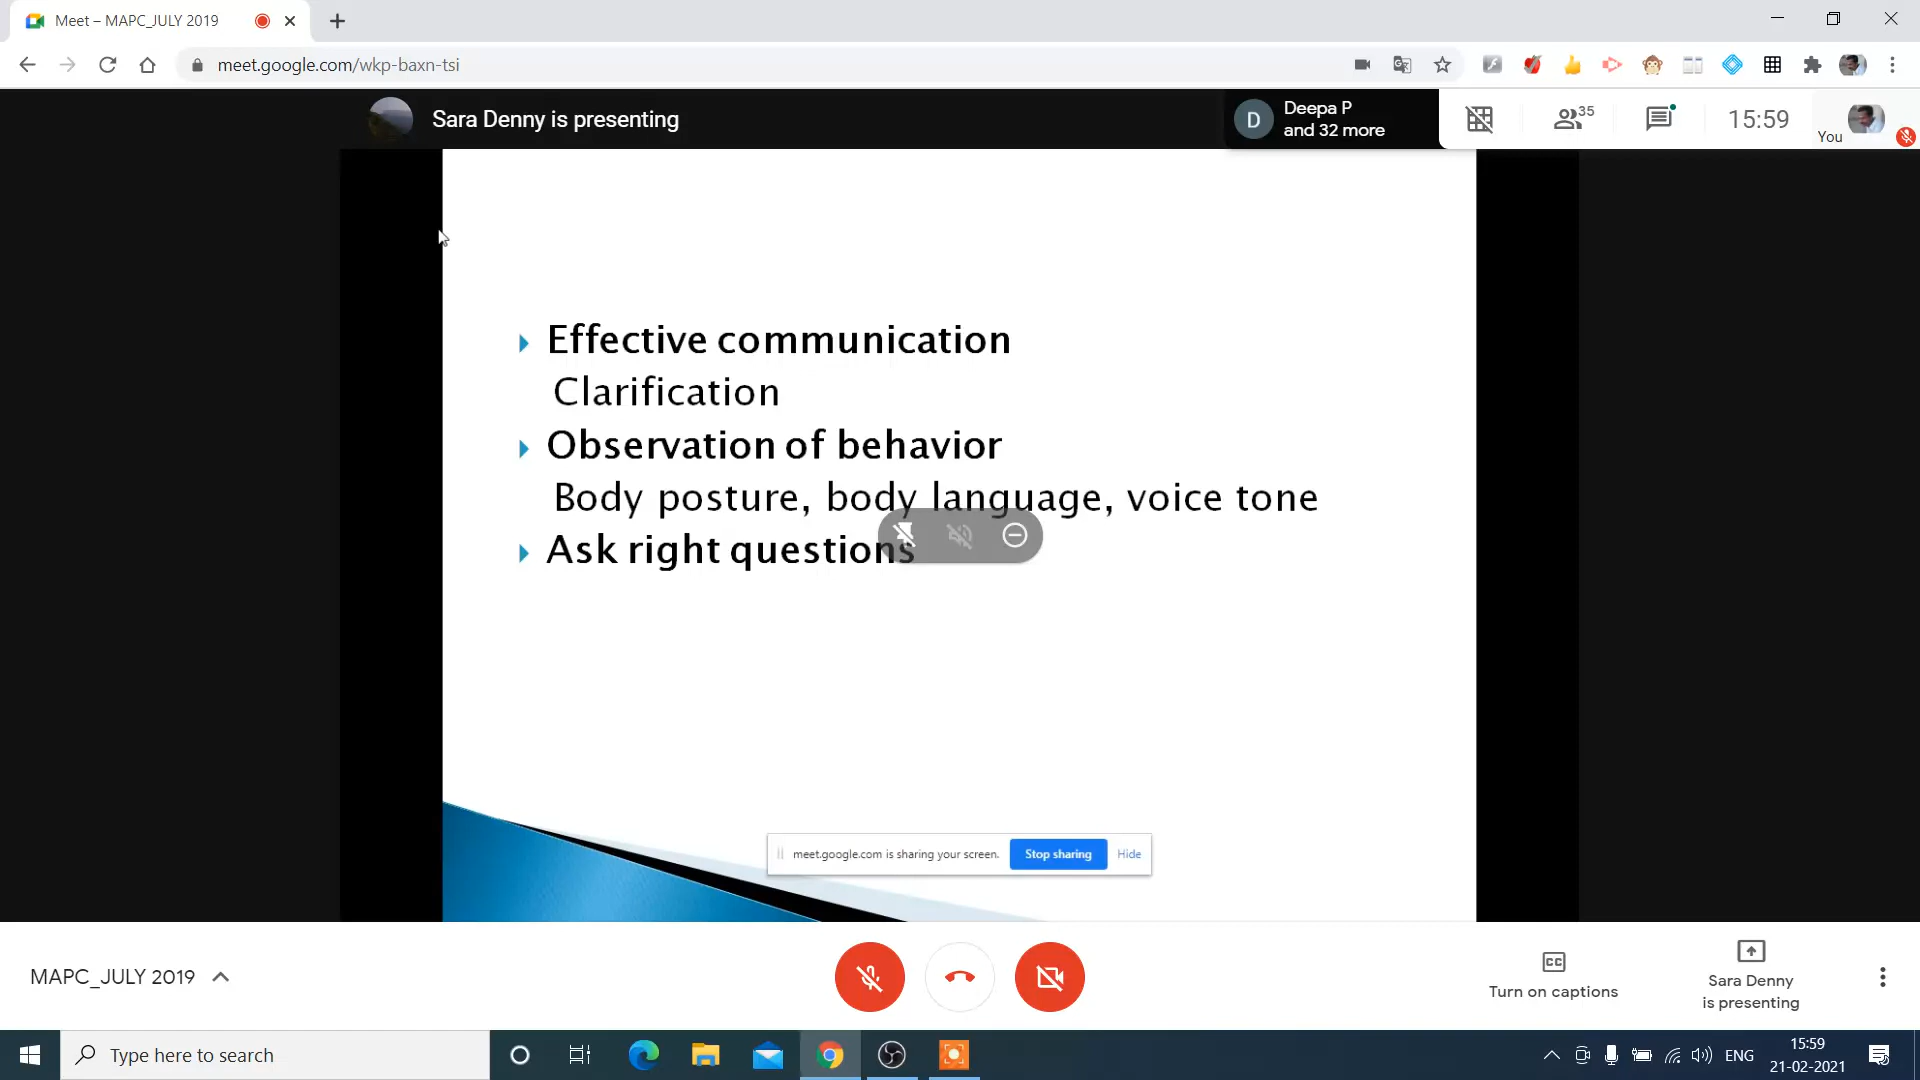 Meet – MAPC_JULY 2019
meet.google.com/wkp-baxn-tsi
Sara Denny is presenting
D
Deepa P
and 32 more
35
15:59
You
Effective communication
Clarification
Observation of behavior
Body posture, body language, voice tone
Ask right questions
meet.google.com is sharing your screen.
Stop sharing
Hide
MAPC_JULY 2019
CC
Turn on captions
Sara Denny
is presenting
Type here to search
ENG
15:59
21-02-2021